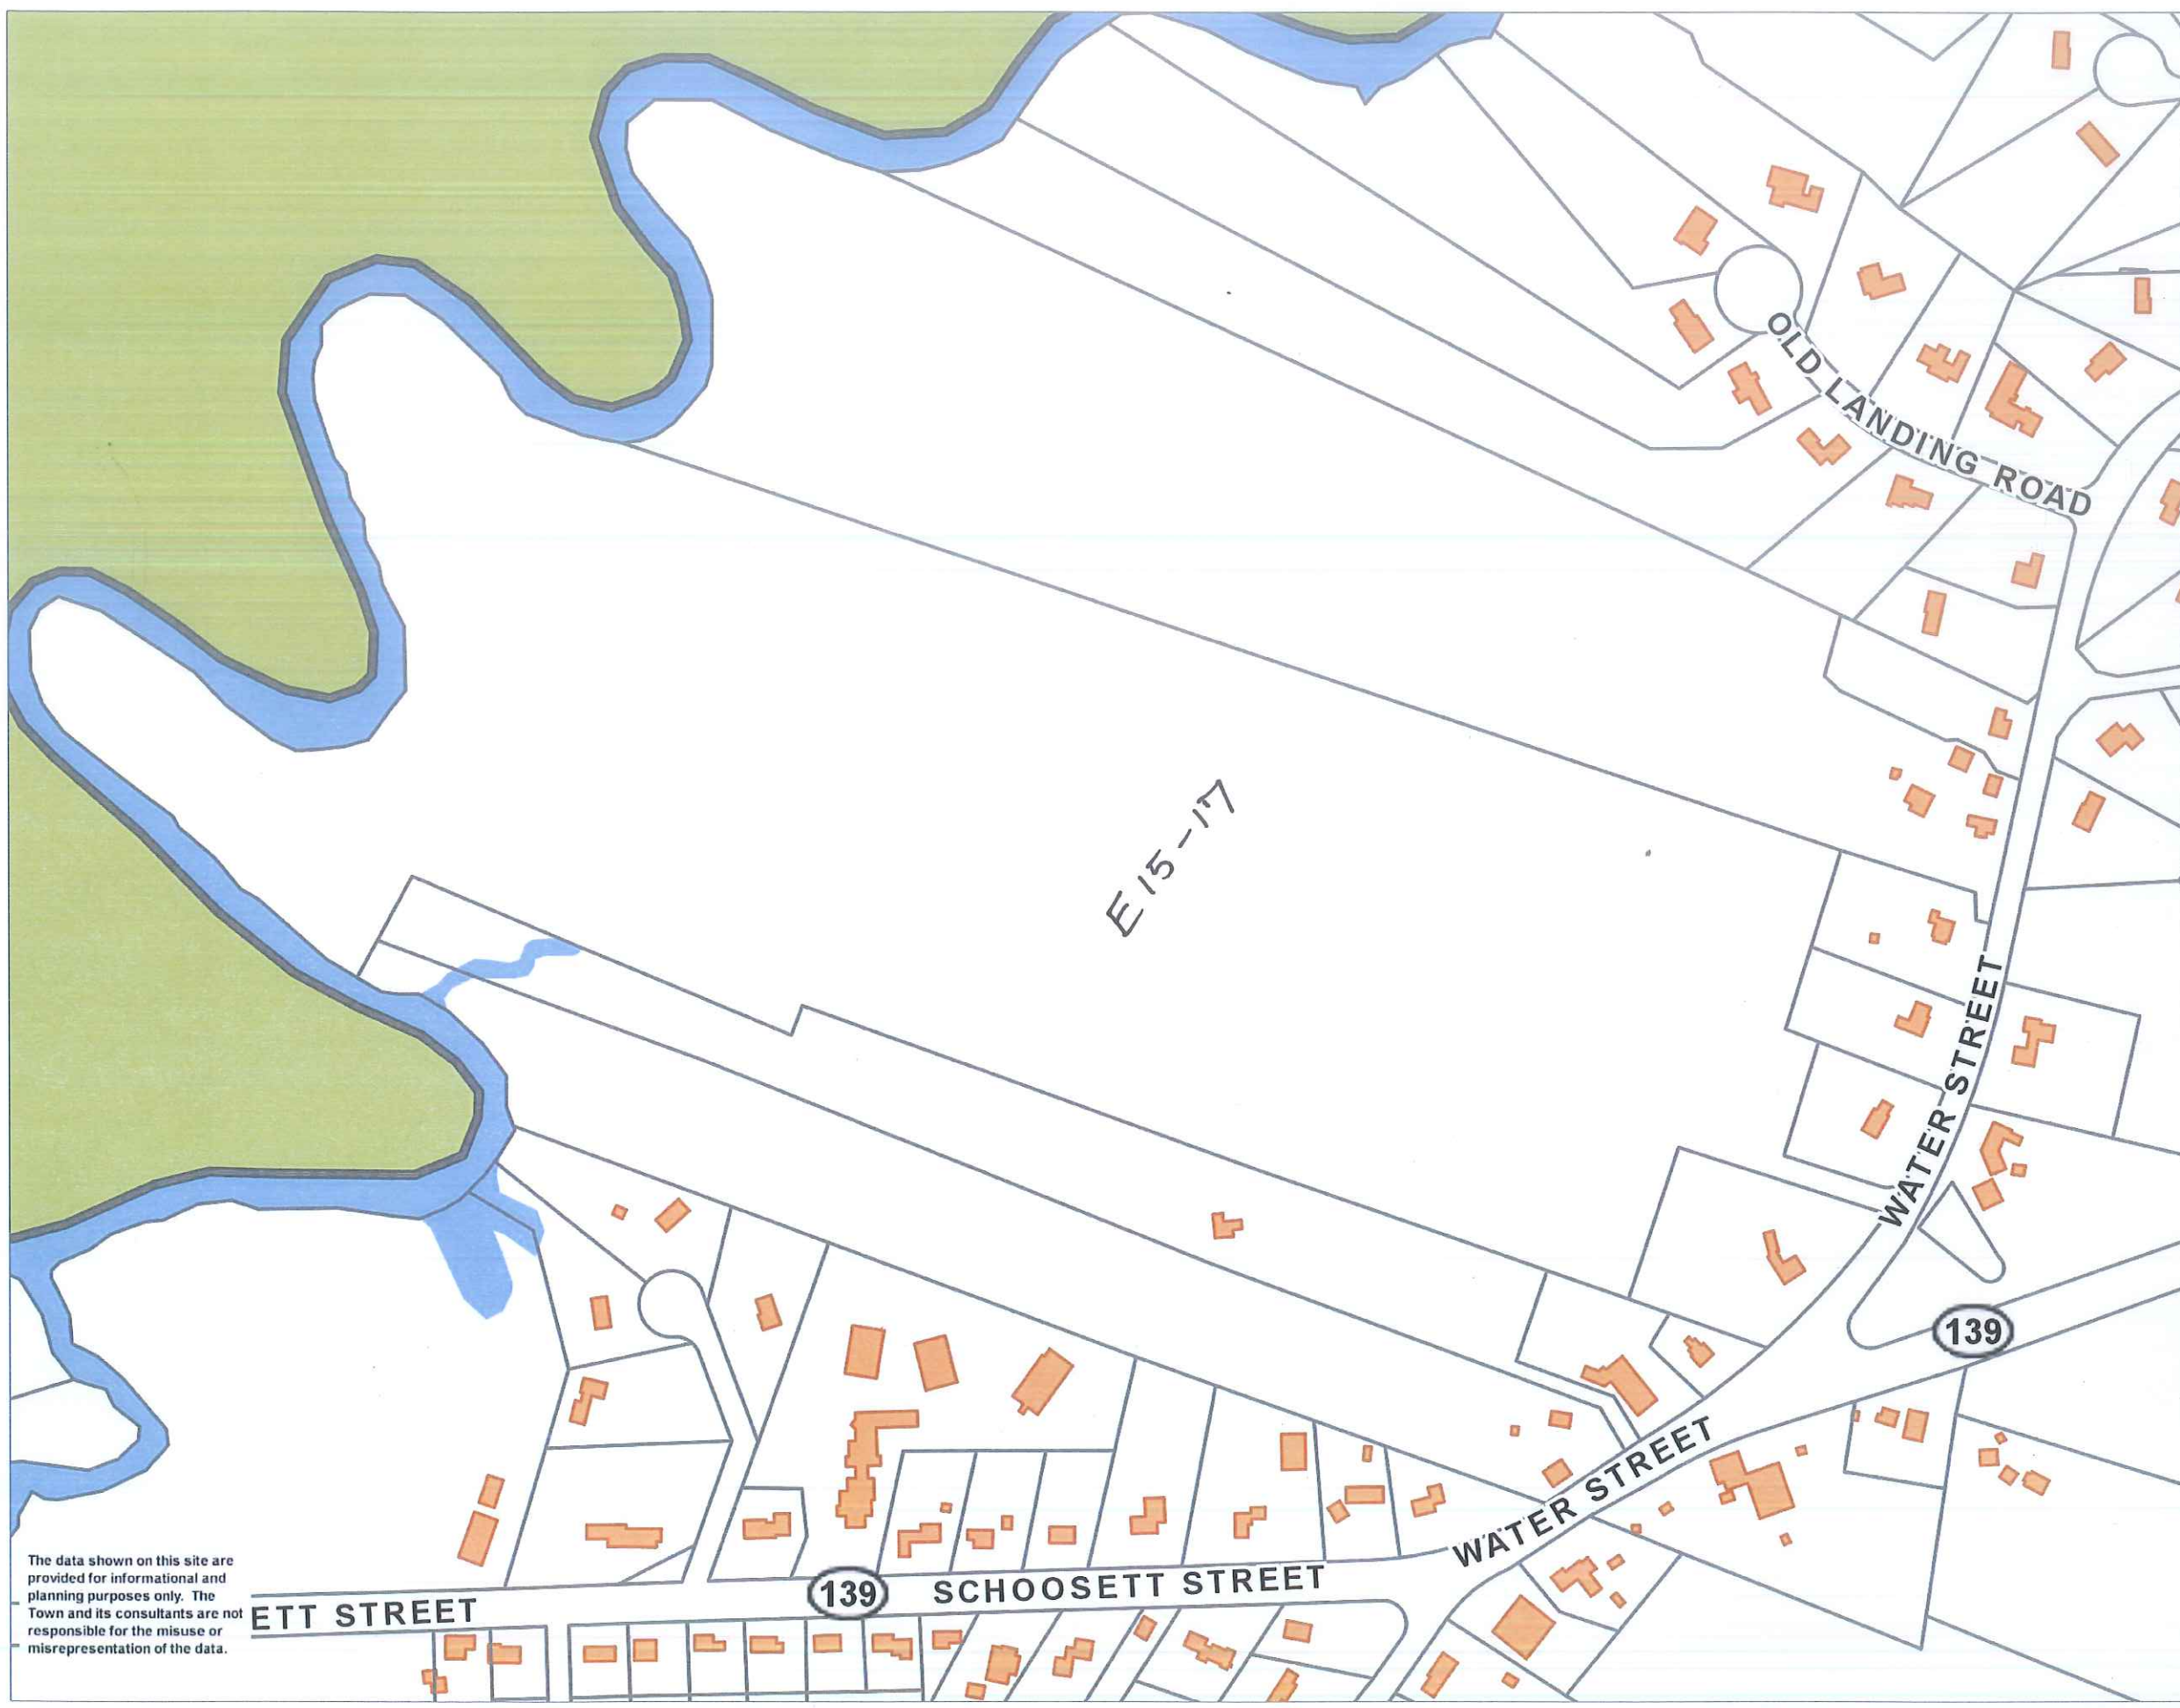 OLD LANDING ROAD
E15-17
WATER STREET
139
WATER STREET
The data shown on this site are
provided for informational and
planning purposes only. The
Town and its consultants are not
responsible for the misuse or
misrepresentation of the data.
ETT STREET
139
SCHOOSETT STREET